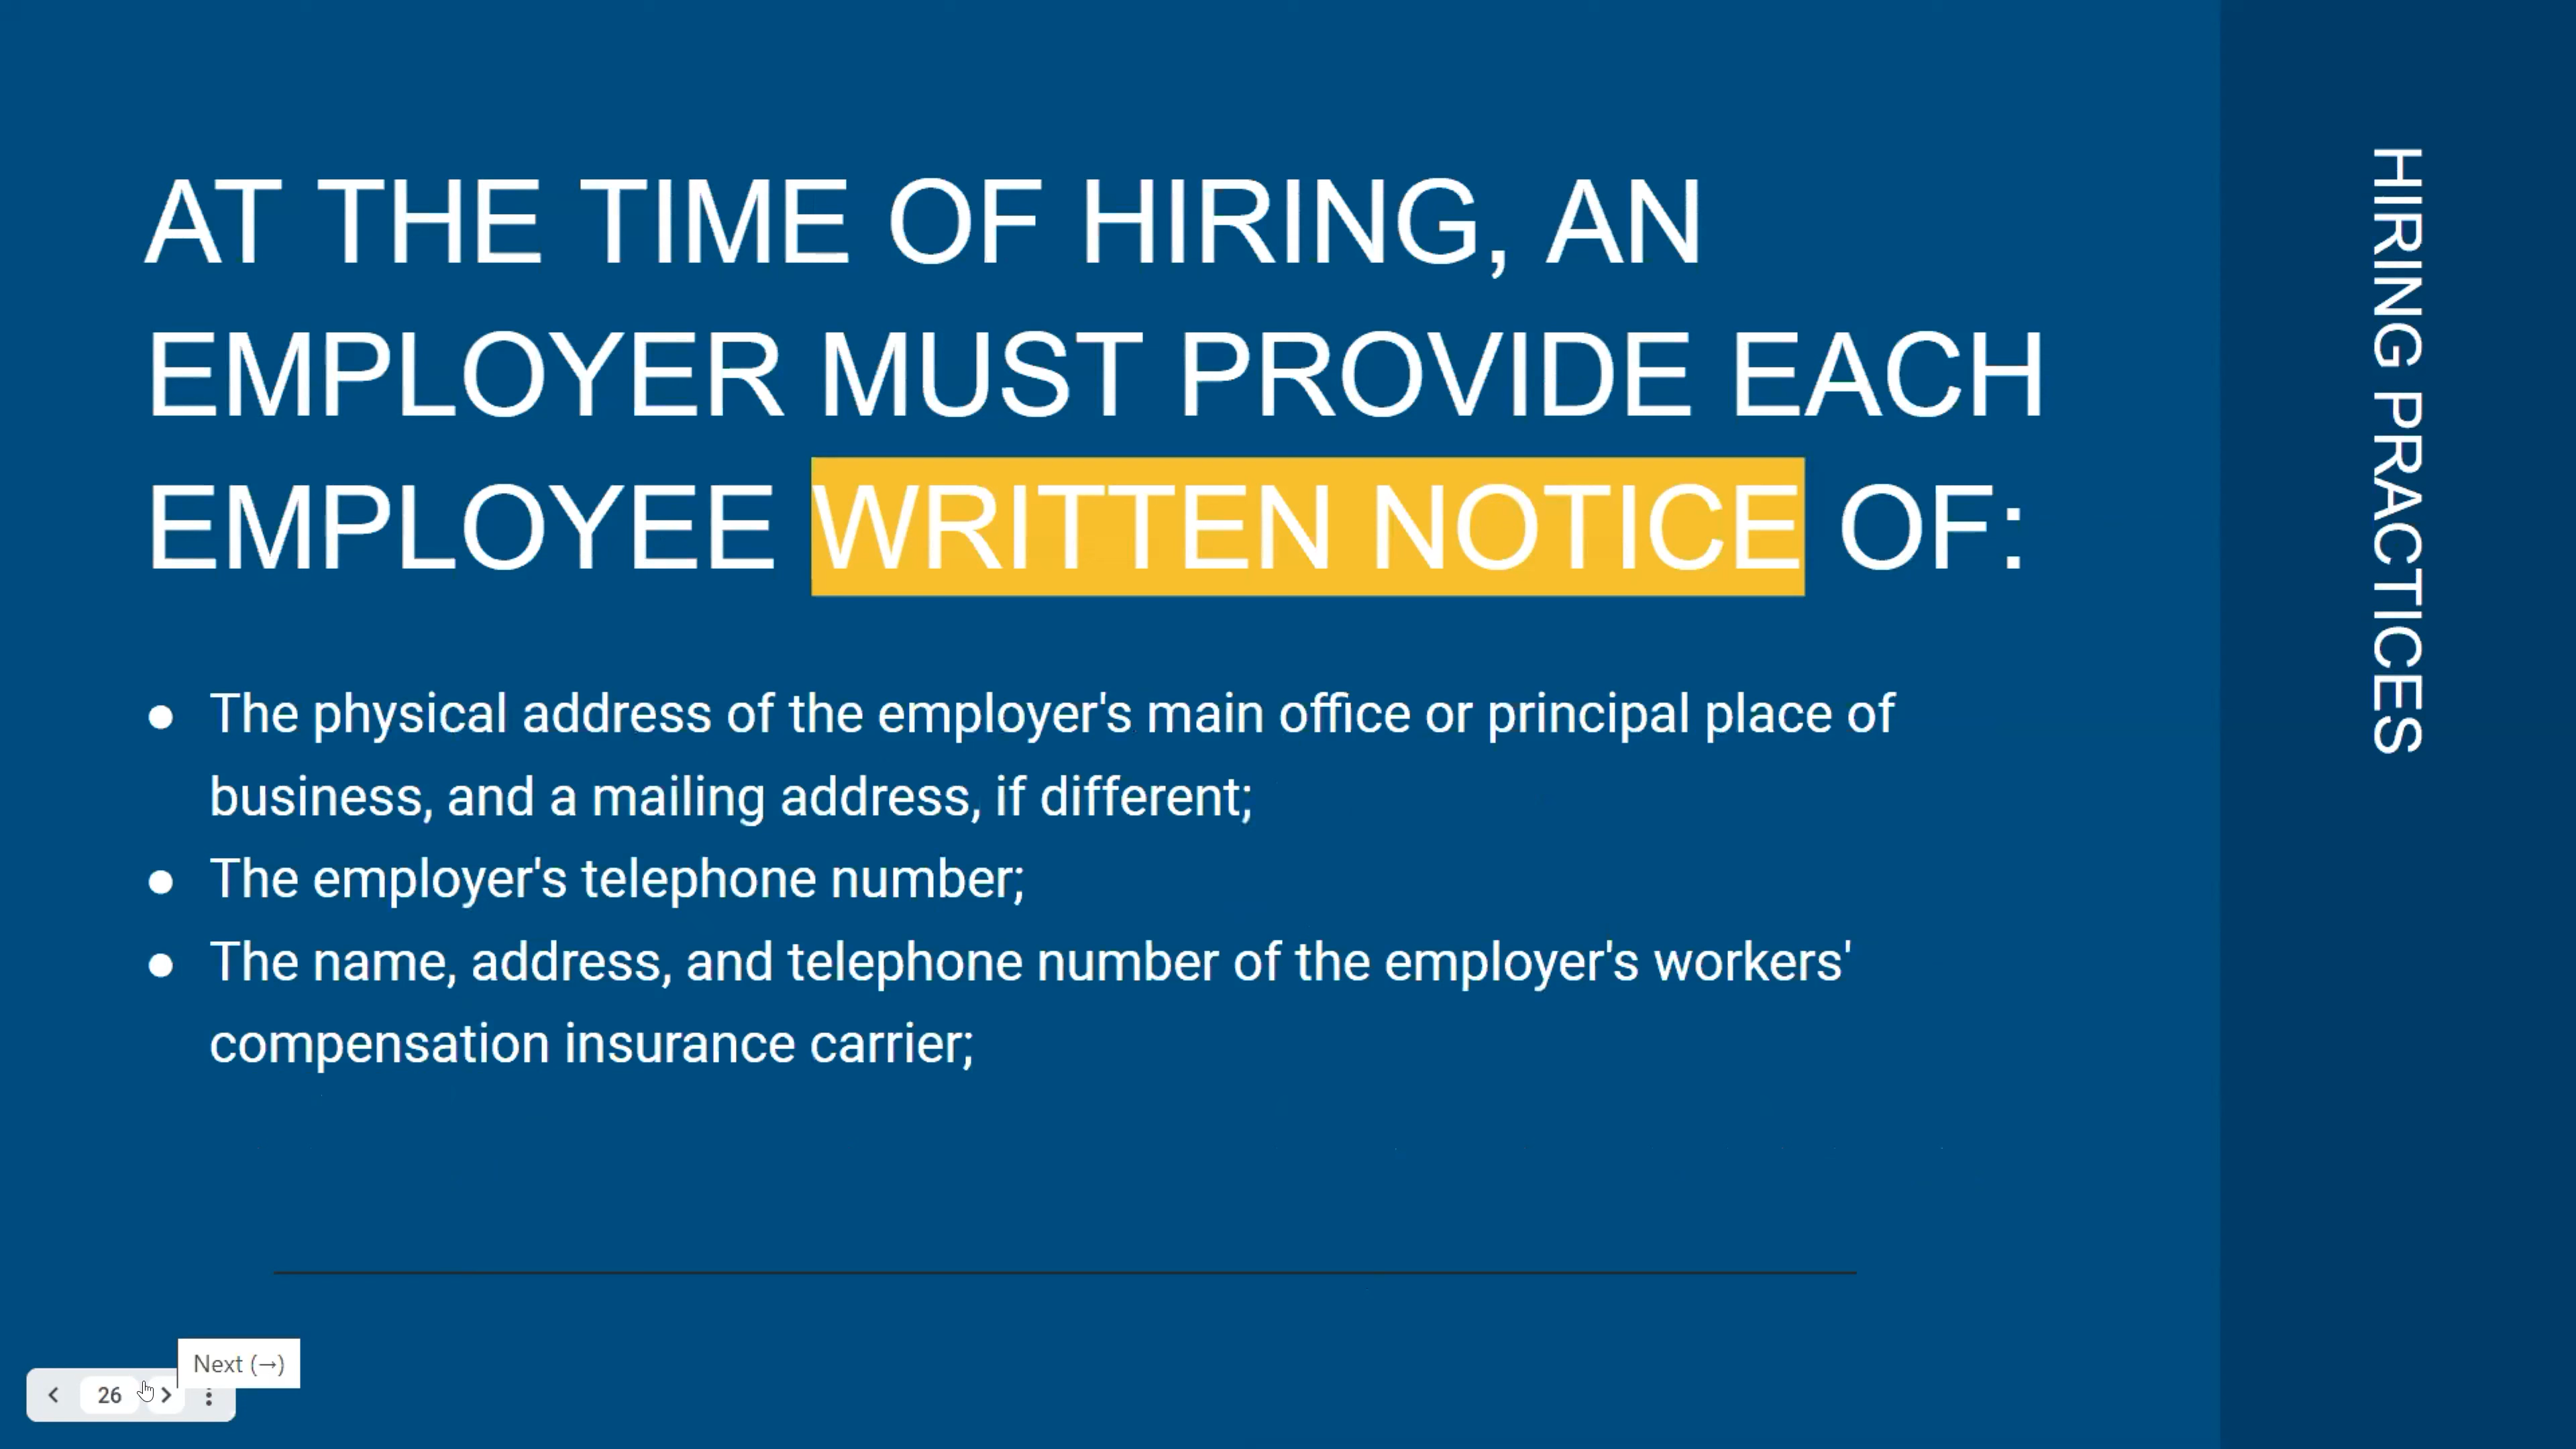 AT THE TIME OF HIRING, AN
EMPLOYER MUST PROVIDE EACH
EMPLOYEE WRITTEN NOTICE OF:
● The physical address of the employer's main office or principal place of
business, and a mailing address, if different;
● The employer's telephone number;
● The name, address, and telephone number of the employer's workers'
compensation insurance carrier;
HIRING PRACTICES
Next (→)
26